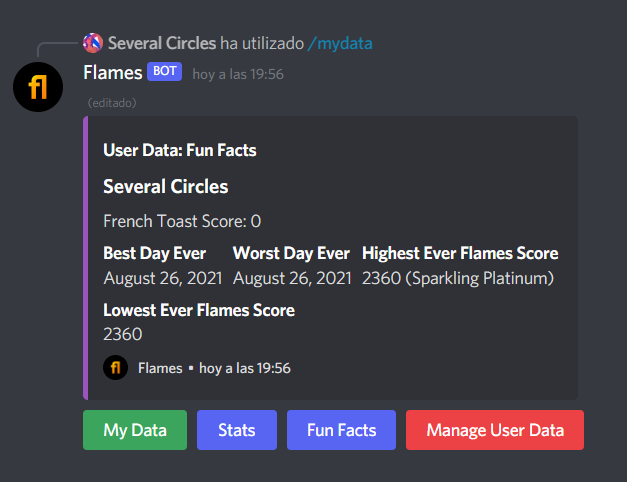 Several Circles ha utilizado /mydata
Flames BOT hoy a las 19:56
(editado)
User Data: Fun Facts
Several Circles
French Toast Score: 0
Best Day Ever Worst Day Ever Highest Ever Flames Score
August 26, 2021 August 26, 2021 2360 (Sparkling Platinum)
Lowest Ever Flames Score
2360
fl Flames • hoy a las 19:56
My Data Stats Fun Facts Manage User Data